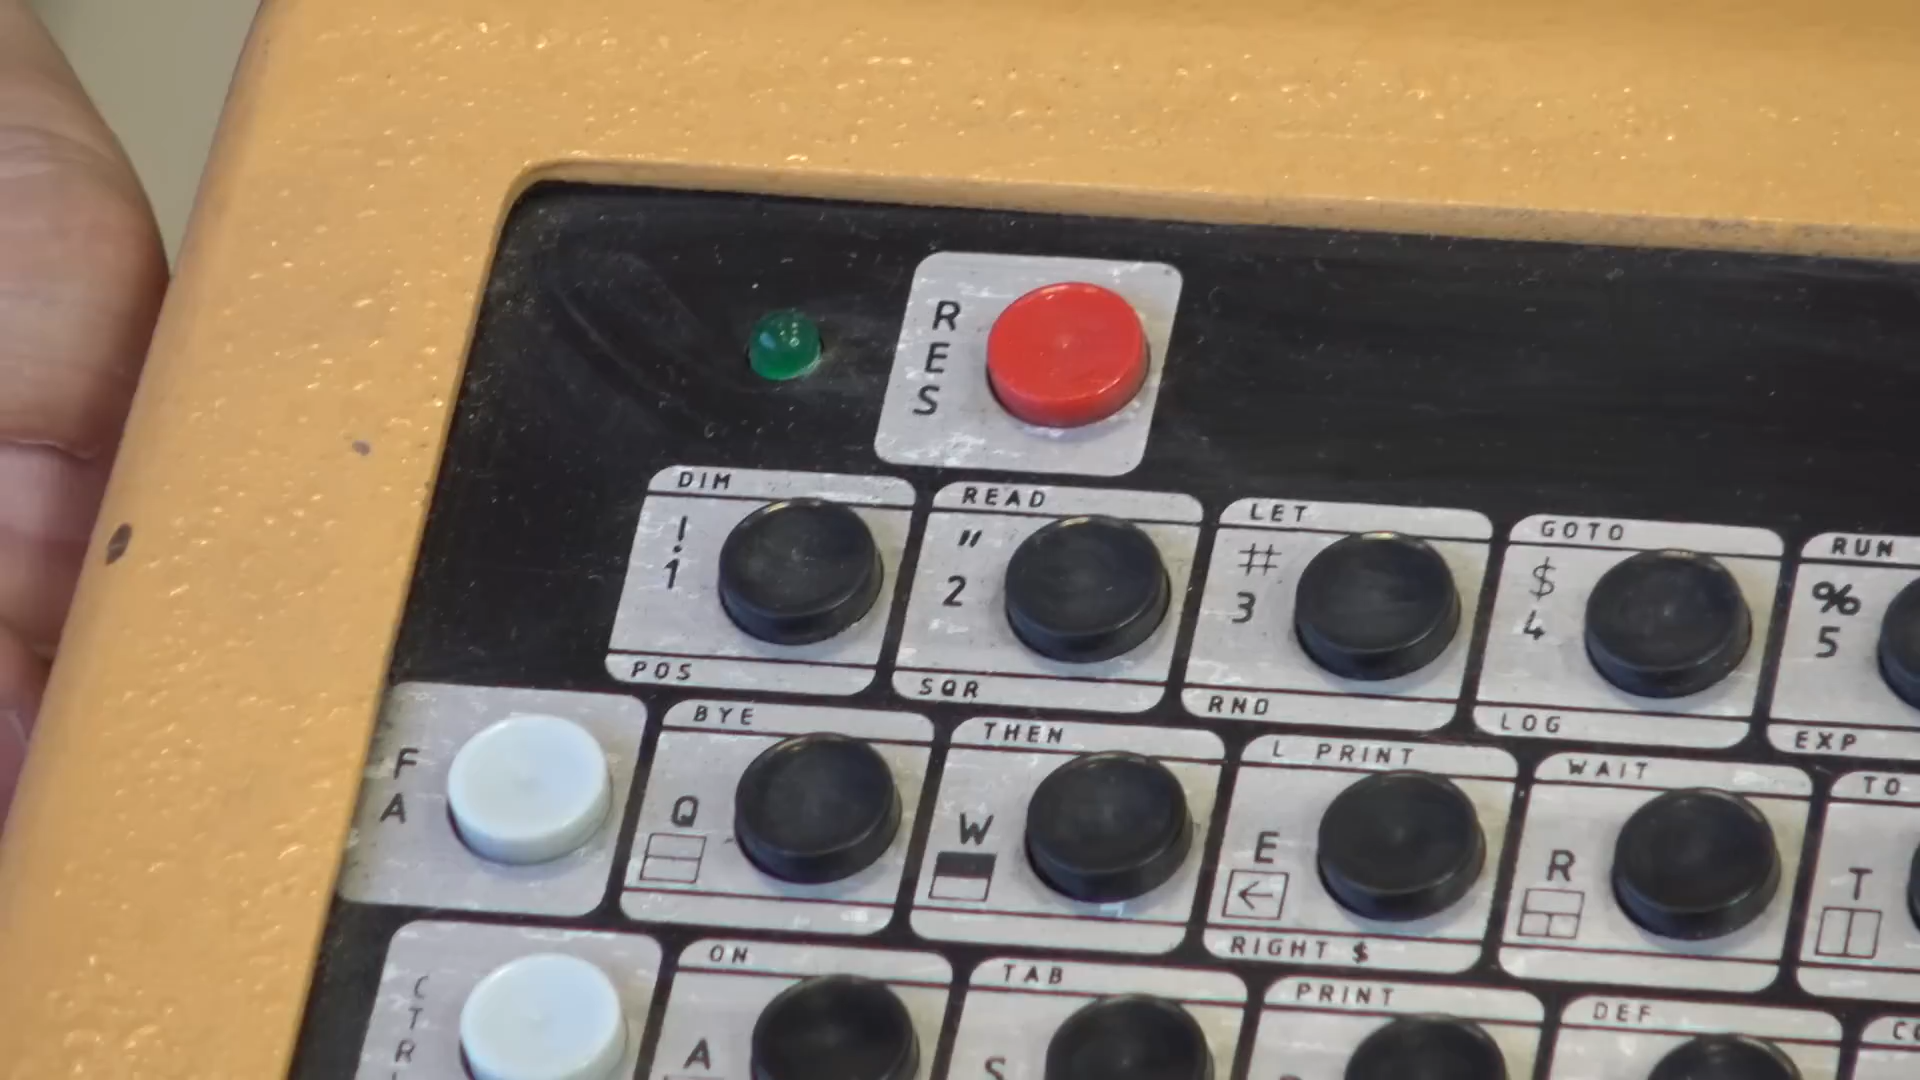 RES
DIM READ LET GOTO RUN
! " # $ %
1 2 3 4 5
POS SQR RND LOG EXP
BYE THEN L PRINT WAIT TO
FA Q W E R T
RIGHT $
ON TAB PRINT DEF
A S